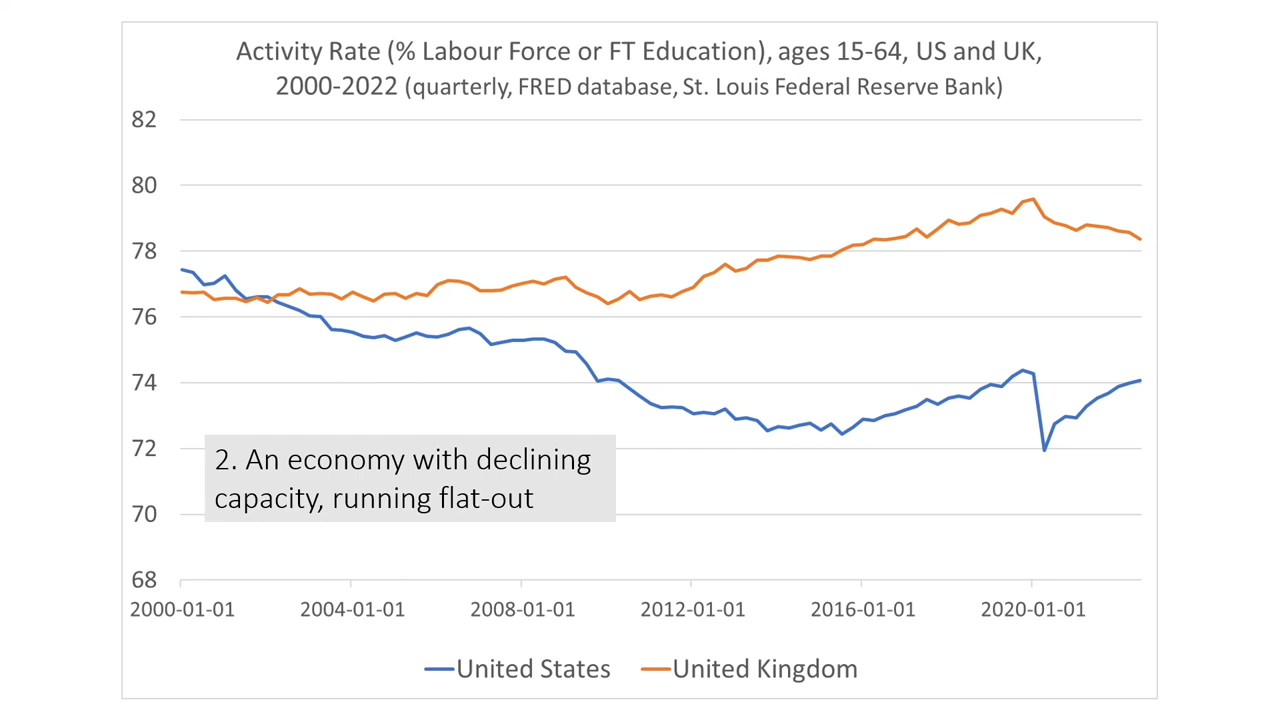 Activity Rate (% Labour Force or FT Education), ages 15-64, US and UK,
2000-2022 (quarterly, FRED database, St. Louis Federal Reserve Bank)
82
80
78
76
74
72
70
68
2. An economy with declining
capacity, running flat-out
2000-01-01 2004-01-01 2008-01-01 2012-01-01 2016-01-01 2020-01-01
United States United Kingdom